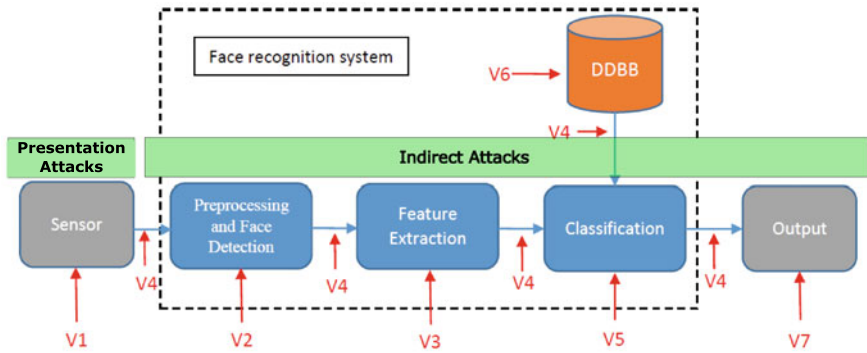 Face recognition system
DDBB
V6
V4
Presentation
Attacks
Indirect Attacks
Sensor
Preprocessing
and Face
Detection
Feature
Extraction
Classification
Output
V4
V4
V4
V4
V1
V2
V3
V5
V7